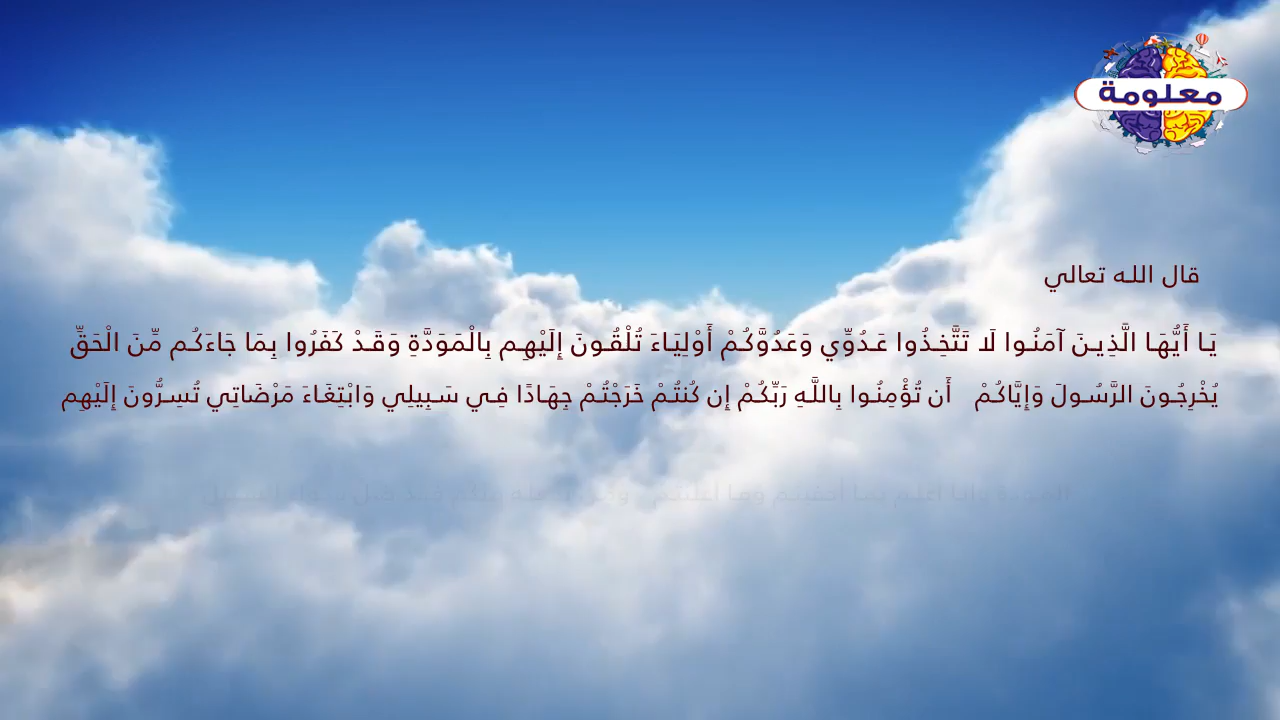 معلومة
قال الله تعالي
يَا أَيُّهَا الَّذِينَ آمَنُوا لَا تَتَّخِذُوا عَدُوِّي وَعَدُوَّكُمْ أَوْلِيَاءَ تُلْقُونَ إِلَيْهِم بِالْمَوَدَّةِ وَقَدْ كَفَرُوا بِمَا جَاءَكُم مِّنَ الْحَقِّ
يُخْرِجُونَ الرَّسُولَ وَإِيَّاكُمْ أَن تُؤْمِنُوا بِاللَّهِ رَبِّكُمْ إِن كُنتُمْ خَرَجْتُمْ جِهَادًا فِي سَبِيلِي وَابْتِغَاءَ مَرْضَاتِي تُسِرُّونَ إِلَيْهِم